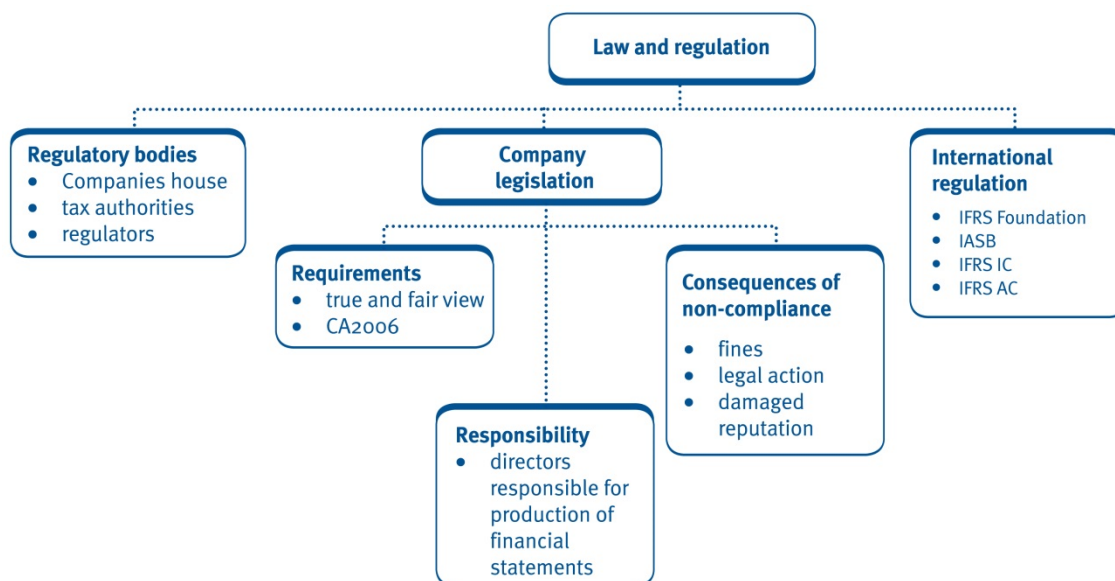 Law and regulation
Regulatory bodies
• Companies house
• tax authorities
• regulators
Company
legislation
International
regulation
• IFRS Foundation
• IASB
• IFRS IC
• IFRS AC
Requirements
• true and fair view
• CA2006
Consequences of
non-compliance
• fines
• legal action
• damaged
reputation
Responsibility
• directors
responsible for
production of
financial
statements